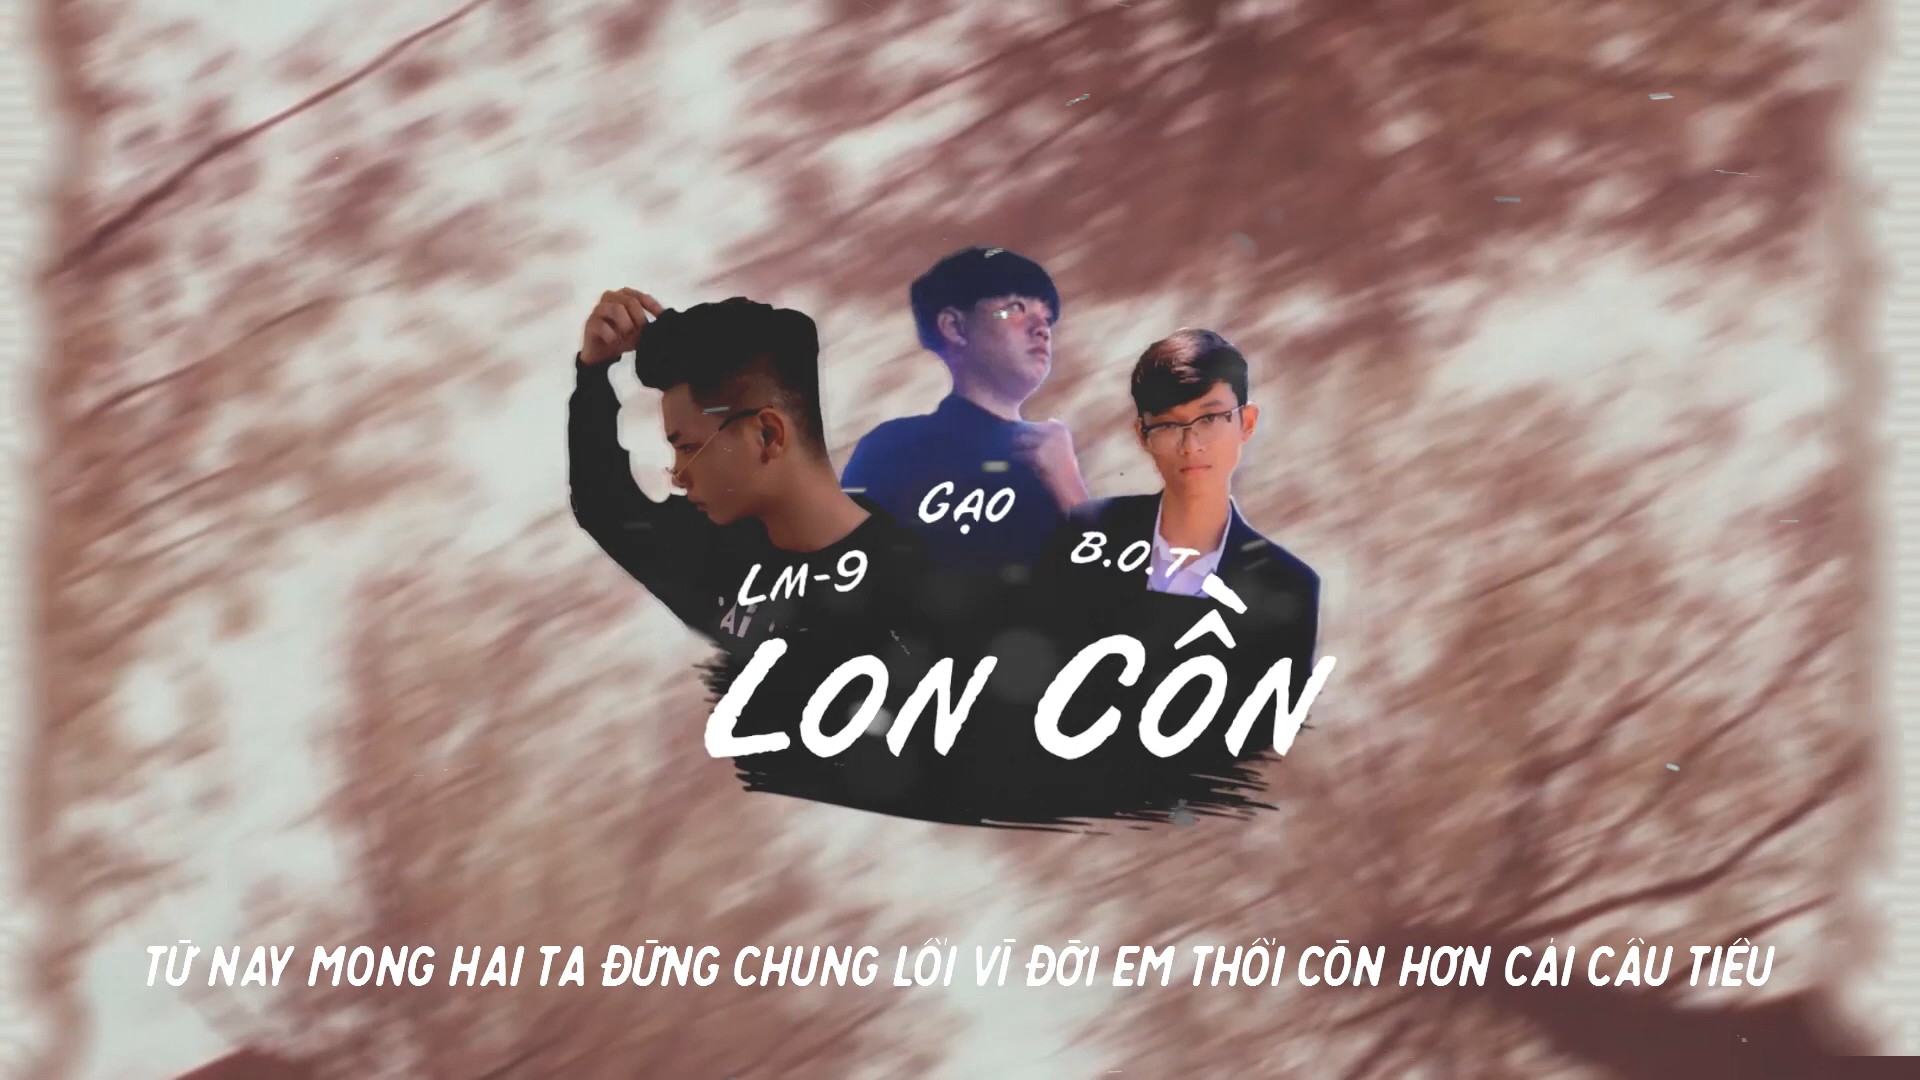 GẠO
B.O.T
LM-9
LON CỒN
TỪ NAY MONG HAI TA ĐỪNG CHUNG LỐI VÌ ĐỜI EM THỐI CÒN HƠN CÁI CẦU TIÊU